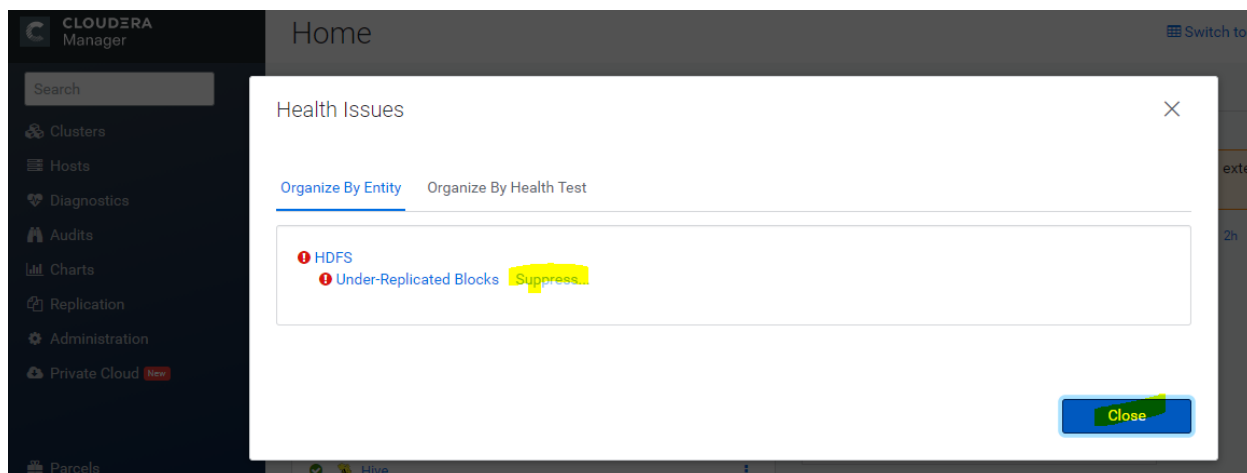 CLOUDERA
Manager
Home
Switch to
Search
Health Issues
Clusters
Hosts
exte
Organize By Entity Organize By Health Test
Diagnostics
Audits
2h
HDFS
Charts
Under-Replicated Blocks Suppress...
Replication
Administration
Private Cloud New
Close
Parcels
Hive